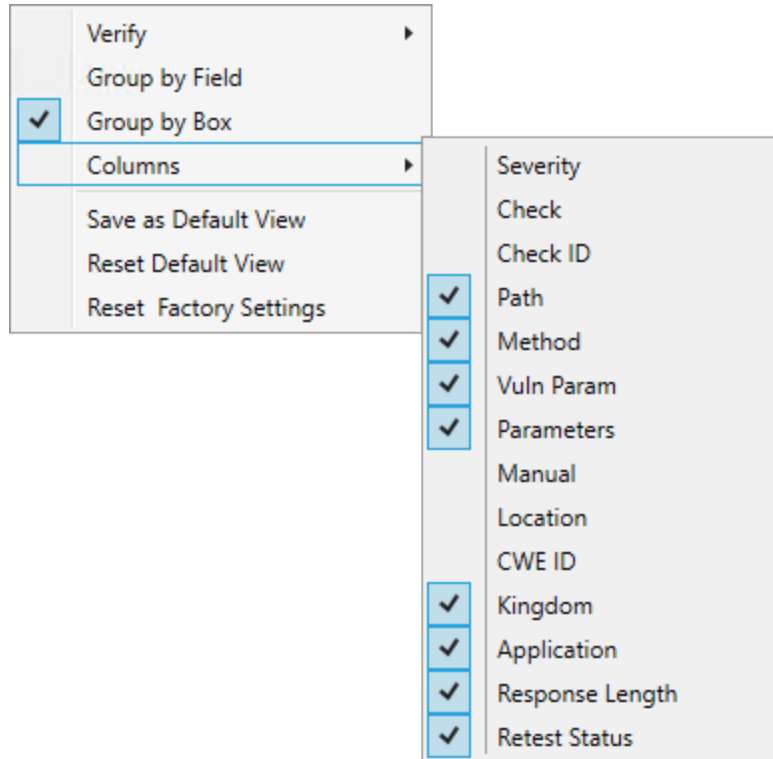 Verify
Group by Field
Group by Box
Columns
Save as Default View
Reset Default View
Reset  Factory Settings
Severity
Check
Check ID
Path
Method
Vuln Param
Parameters
Manual
Location
CWE ID
Kingdom
Application
Response Length
Retest Status